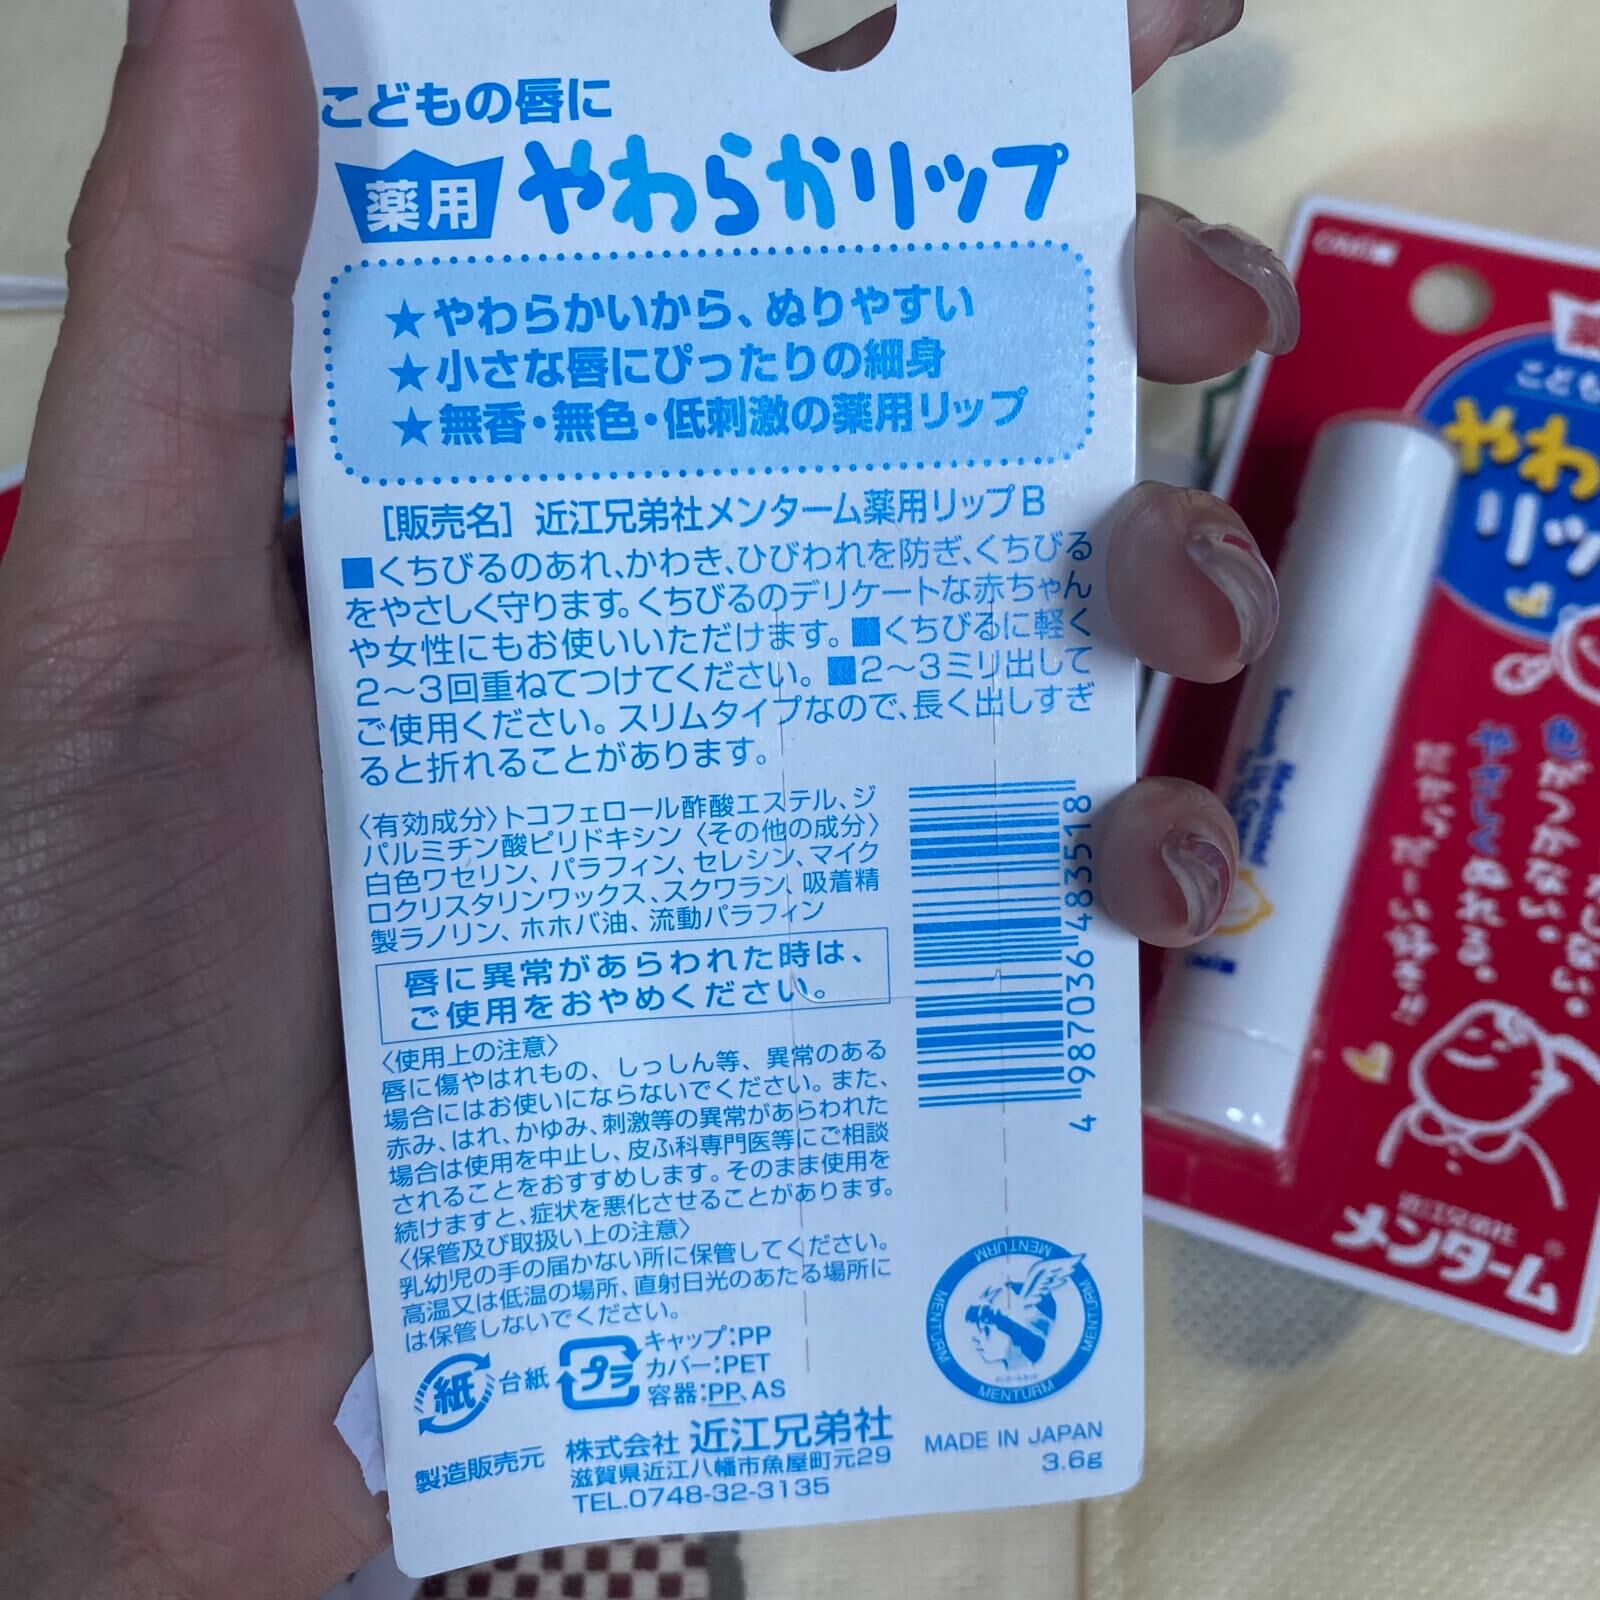 こどもの唇に
薬用 やわらかリップ
★やわらかいから、ぬりやすい
★小さな唇にぴったりの細身
★無香・無色・低刺激の薬用リップ
［販売名］近江兄弟社メンターム薬用リップB
■くちびるのあれ、かわき、ひびわれを防ぎ、くちびる
をやさしく守ります。くちびるのデリケートな赤ちゃん
や女性にもお使いいただけます。■くちびるに軽く
2〜3回重ねてつけてください。■2〜3ミリ出して
ご使用ください。スリムタイプなので、長く出しすぎ
ると折れることがあります。
〈有効成分〉トコフェロール酢酸エステル、ジ
パルミチン酸ピリドキシン〈その他の成分〉
白色ワセリン、パラフィン、セレシン、マイク
ロクリスタリンワックス、スクワラン、吸着精
製ラノリン、ホホバ油、流動パラフィン
唇に異常があらわれた時は、
ご使用をおやめください。
〈使用上の注意〉
唇に傷やはれもの、しっしん等、異常のある
場合にはお使いにならないでください。また、
赤み、はれ、かゆみ、刺激等の異常があらわれた
場合は使用を中止し、皮ふ科専門医等にご相談
されることをおすすめします。そのまま使用を
続けますと、症状を悪化させることがあります。
〈保管及び取扱い上の注意〉
乳幼児の手の届かない所に保管してください。
高温又は低温の場所、直射日光のあたる場所に
は保管しないでください。
紙 台紙 プラ
キャップ：PP
カバー：PET
容器：PP、AS
製造販売元 株式会社 近江兄弟社
滋賀県近江八幡市魚屋町元29
TEL.0748-32-3135
4 987036 483518
MENTURM MENTURM MENTURM MENTURM
MADE IN JAPAN
3.6g
こども
やわ
リッ
Medicated
色がつかない。
やさしくぬれる。
だからだーい好き!!
近江兄弟社
メンターム